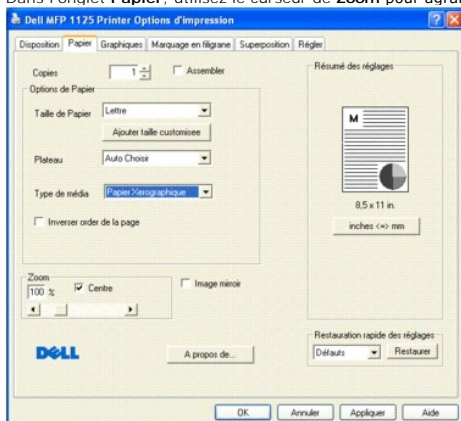 Dans l'onglet Papier, utilisez le curseur de zoom pour agran
Dell MFP 1125 Printer Options d'impression
Disposition Papier Graphiques Marquage en filigrane Superposition Régler
Copies 1 Assembler
Résumé des réglages
Options de Papier
Taille de Papier Lettre
Ajouter taille customisee
M
Plateau Auto Choisir
Type de média Papier Xerographique
8,5 x 11 in.
Inverser order de la page
inches <=> mm
Zoom
100 % Centre
Image miroir
Restauration rapide des réglages
DELL
A propos de...
Défauts Restaurer
OK Annuler Appliquer Aide